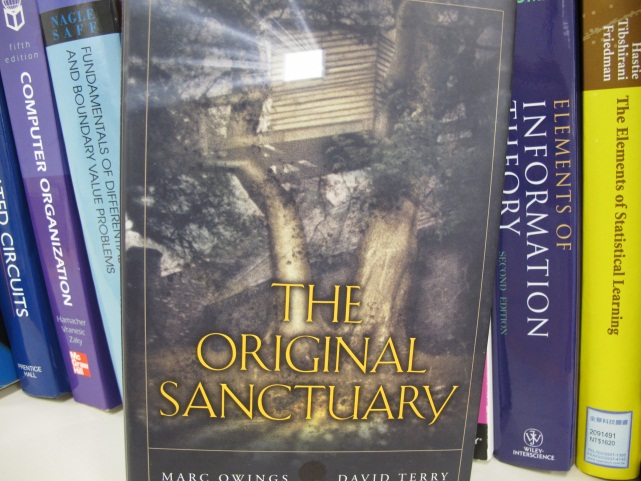 TED CIRCUITS
PRENTICE
HALL
fifth
edition
COMPUTER ORGANIZATION
Hamacher
Vranesic
Zaky
Mc
Graw
Hill
NAGLE
SAFF
FUNDAMENTALS OF DIFFERENTIA
AND BOUNDARY VALUE PROBLEMS
THE
ORIGINAL
SANCTUARY
MARC OWINGS
DAVID TERRY
ELEMENTS OF
INFORMATION
THEORY
SECOND EDITION
WILEY-
INTERSCIENCE
Hastie
Tibshirani
Friedman
The Elements of Statistical Learning
2091491
NT$1620